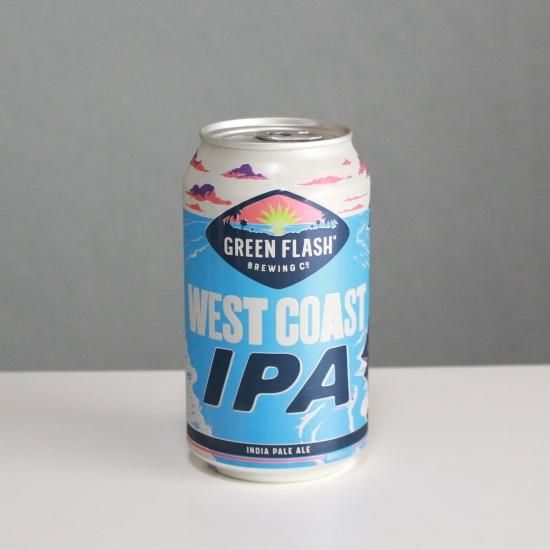 GREEN FLASH®
BREWING Co
WEST COAST
IPA
INDIA PALE ALE